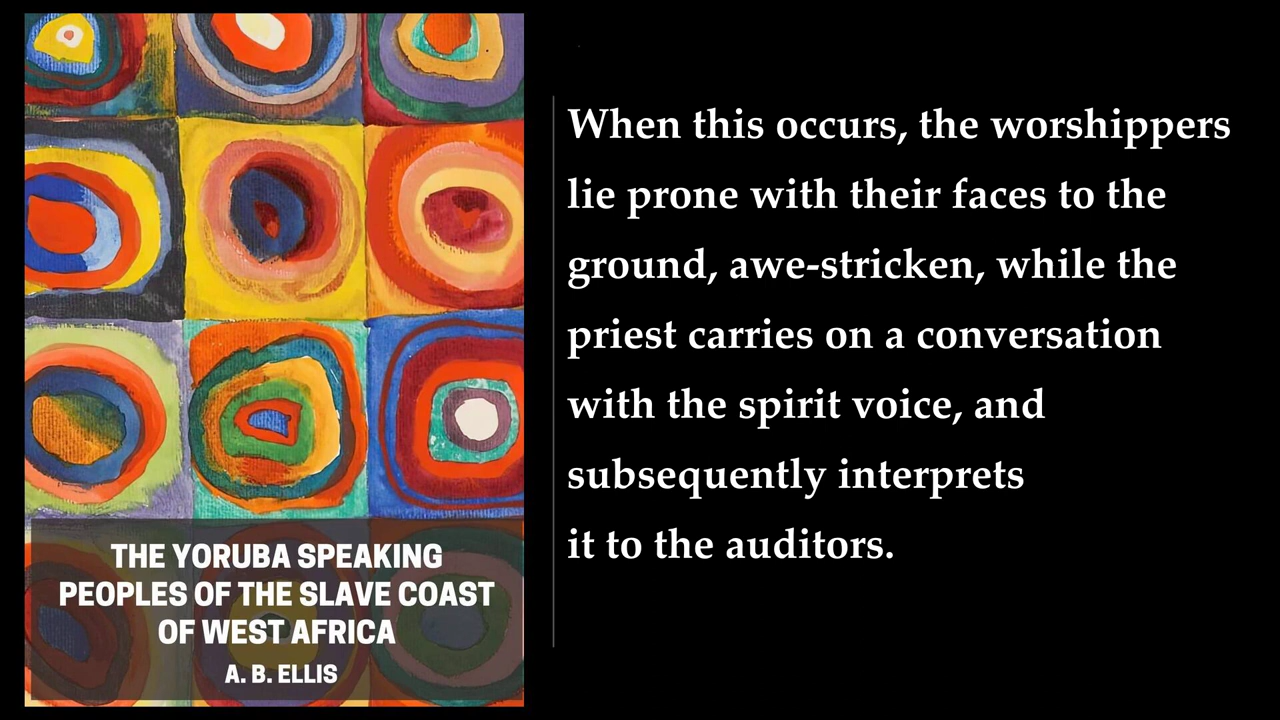 THE YORUBA SPEAKING
PEOPLES OF THE SLAVE COAST
OF WEST AFRICA
A. B. ELLIS
When this occurs, the worshippers
lie prone with their faces to the
ground, awe-stricken, while the
priest carries on a conversation
with the spirit voice, and
subsequently interprets
it to the auditors.